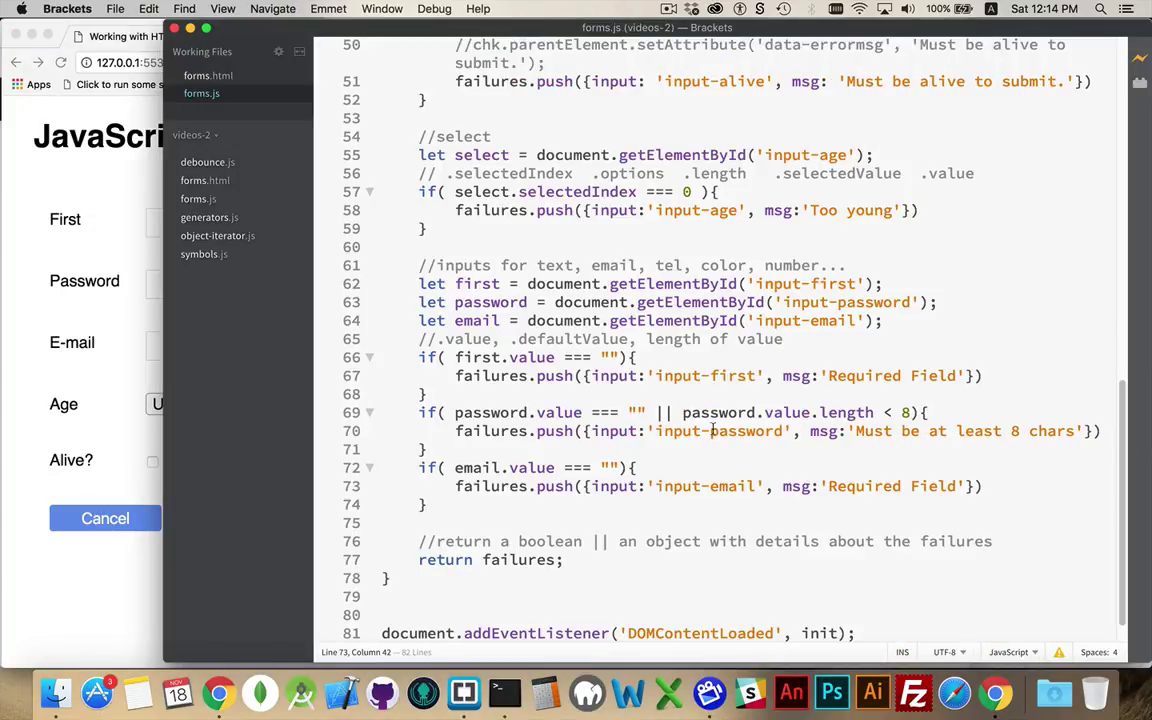 Brackets File Edit Find View Navigate Emmet Window Debug Help 100% A Sat 12:14 PM
forms.js (videos-2) — Brackets
Working with HT
127.0.0.1:553
Apps Click to run some s
JavaScri
First
Password
E-mail
Age U
Alive?
Cancel
Working Files
forms.html
forms.js
videos-2
debounce.js
forms.html
forms.js
generators.js
object-iterator.js
symbols.js
50 //chk.parentElement.setAttribute('data-errormsg', 'Must be alive to
submit.');
51 failures.push({input: 'input-alive', msg: 'Must be alive to submit.'})
52 }
53
54 //select
55 let select = document.getElementById('input-age');
56 // .selectedIndex .options .length .selectedValue .value
57 if( select.selectedIndex === 0 ){
58 failures.push({input:'input-age', msg:'Too young'})
59 }
60
61 //inputs for text, email, tel, color, number...
62 let first = document.getElementById('input-first');
63 let password = document.getElementById('input-password');
64 let email = document.getElementById('input-email');
65 //.value, .defaultValue, length of value
66 if( first.value === ""){
67 failures.push({input:'input-first', msg:'Required Field'})
68 }
69 if( password.value === "" || password.value.length < 8){
70 failures.push({input:'input-password', msg:'Must be at least 8 chars'})
71 }
72 if( email.value === ""){
73 failures.push({input:'input-email', msg:'Required Field'})
74 }
75
76 //return a boolean || an object with details about the failures
77 return failures;
78 }
79
80
81 document.addEventListener('DOMContentLoaded', init);
Line 73, Column 42 — 82 Lines INS UTF-8 JavaScript Spaces: 4
3 NOV 18 W X S An Ps Ai Fz